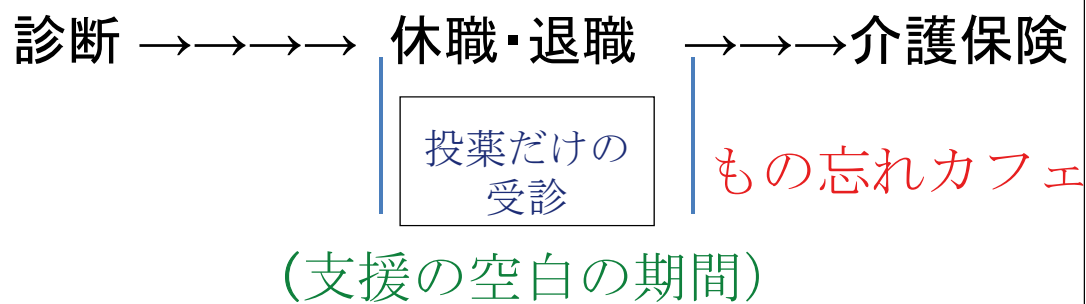 診断 →→→→ 休職・退職 →→→介護保険
投薬だけの
受診
もの忘れカフェ
(支援の空白の期間)